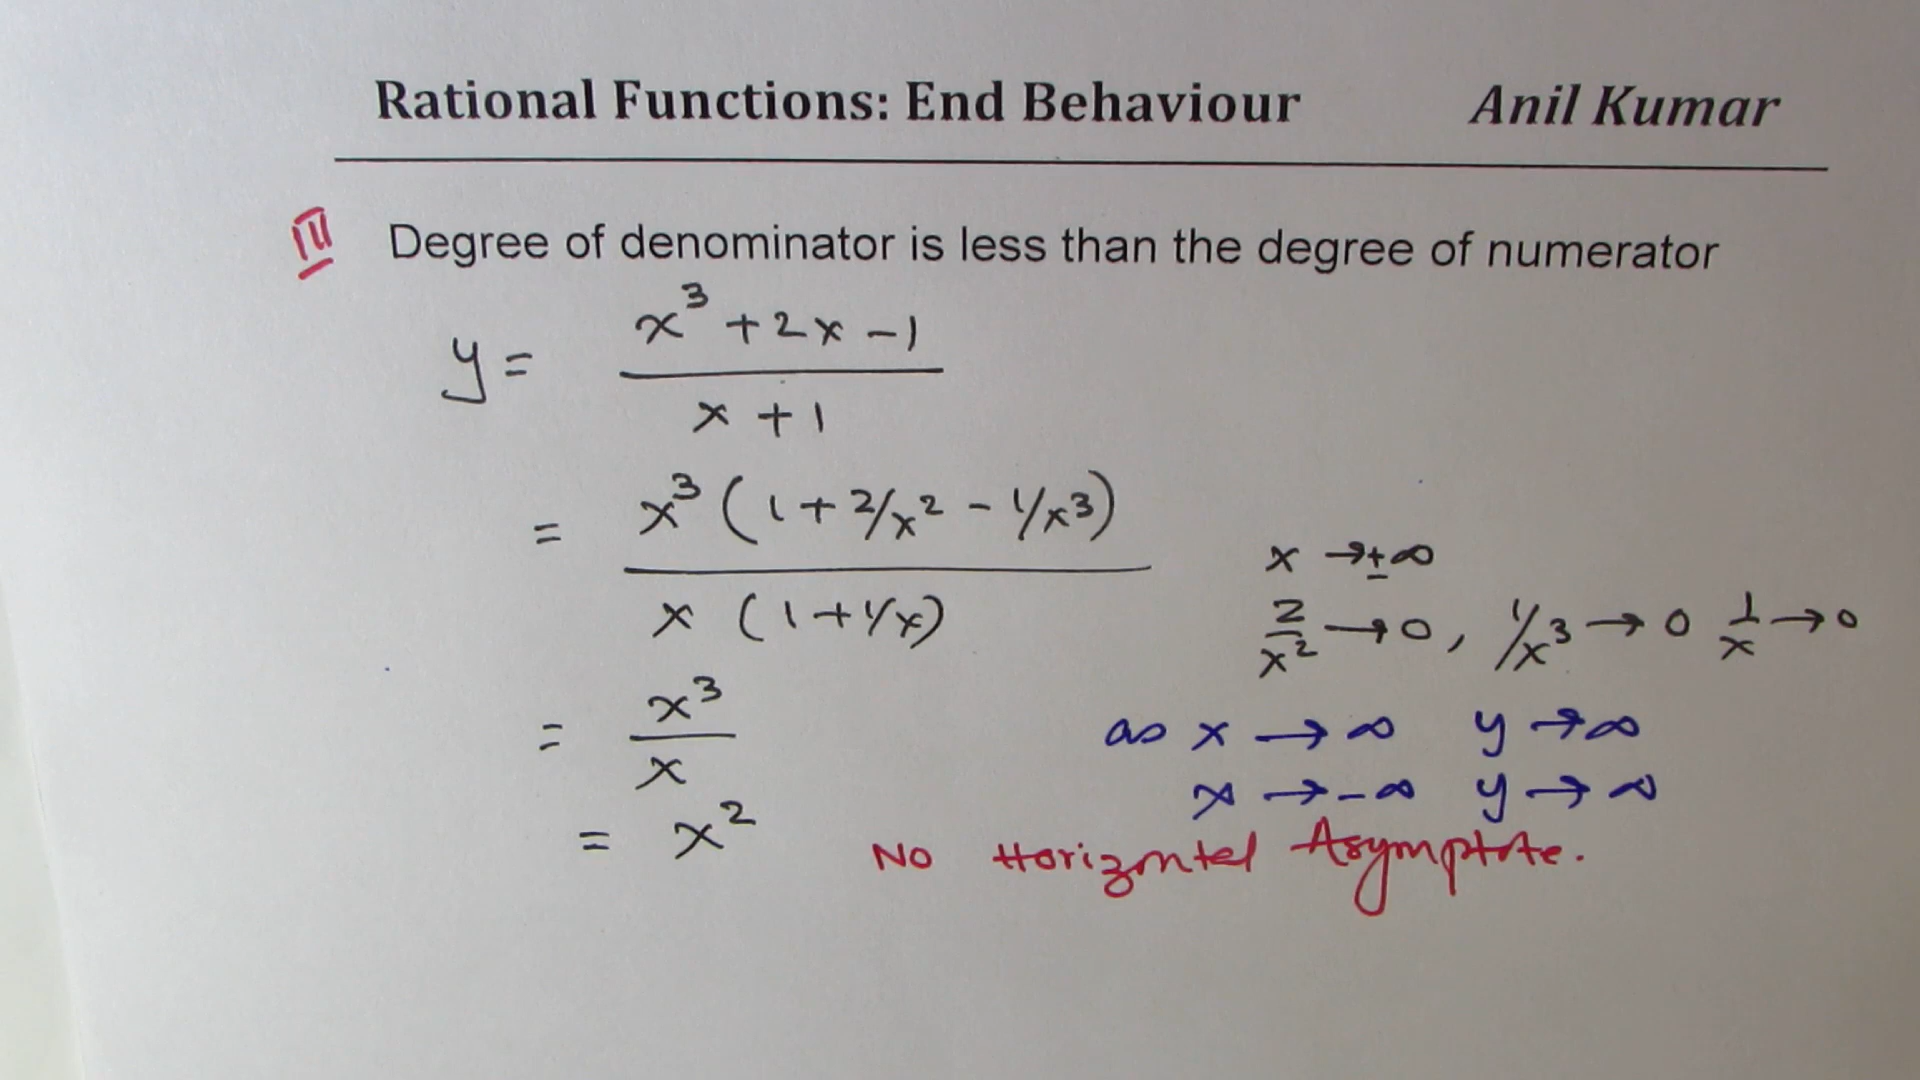 Rational Functions: End Behaviour Anil Kumar
III Degree of denominator is less than the degree of numerator
y = (x³ + 2x - 1) / (x + 1)
= x³ (1 + 2/x² - 1/x³) / x (1 + 1/x)
x → ±∞
2/x² → 0, 1/x³ → 0 1/x → 0
= x³ / x
as x → ∞ y → ∞
x → -∞ y → ∞
= x²
No Horizontal Asymptote.